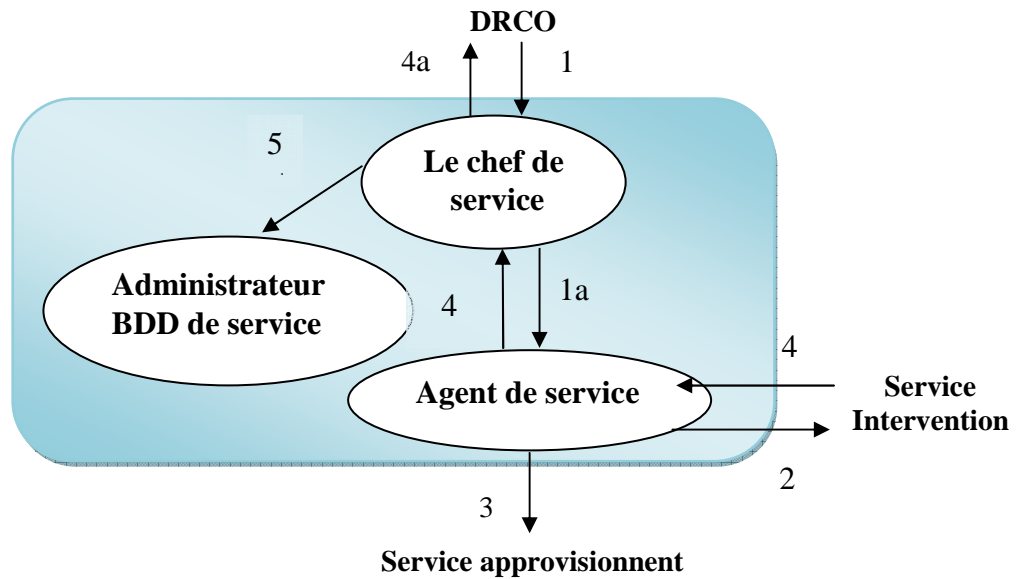 DRCO
4a
1
5
Le chef de
service
Administrateur
BDD de service
4
1a
Agent de service
4
Service
Intervention
2
3
Service approvisionnent